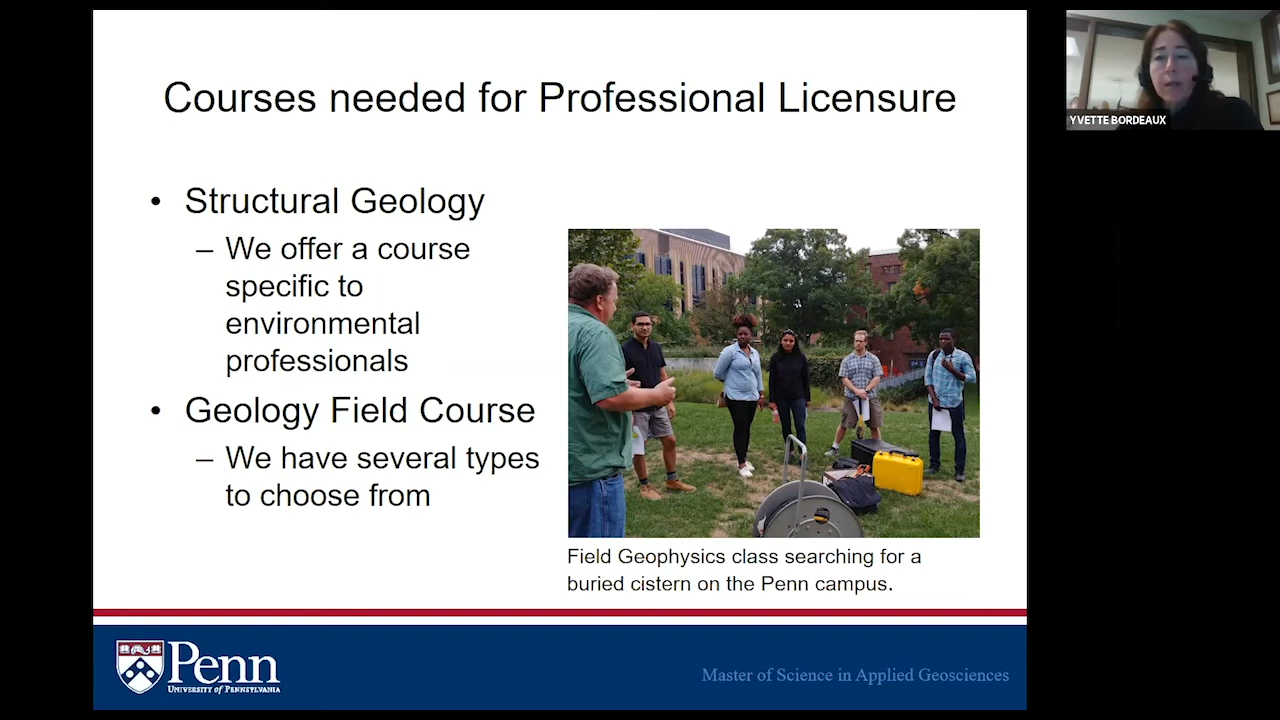 Courses needed for Professional Licensure
YVETTE BORDEAUX
• Structural Geology
– We offer a course
specific to
environmental
professionals
• Geology Field Course
– We have several types
to choose from
Field Geophysics class searching for a
buried cistern on the Penn campus.
Penn
UNIVERSITY OF PENNSYLVANIA
Master of Science in Applied Geosciences